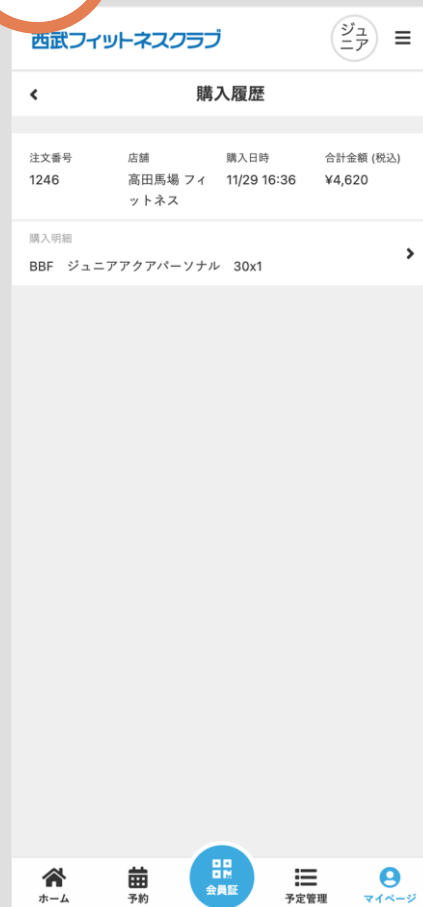 西武フィットネスクラブ
ジュ
ニア
購入履歴
注文番号 店舗 購入日時 合計金額 (税込)
1246 高田馬場 フィ 11/29 16:36 ¥4,620
ットネス
購入明細
BBF　ジュニアアクアパーソナル　30x1
ホーム 予約 会員証 予定管理 マイページ